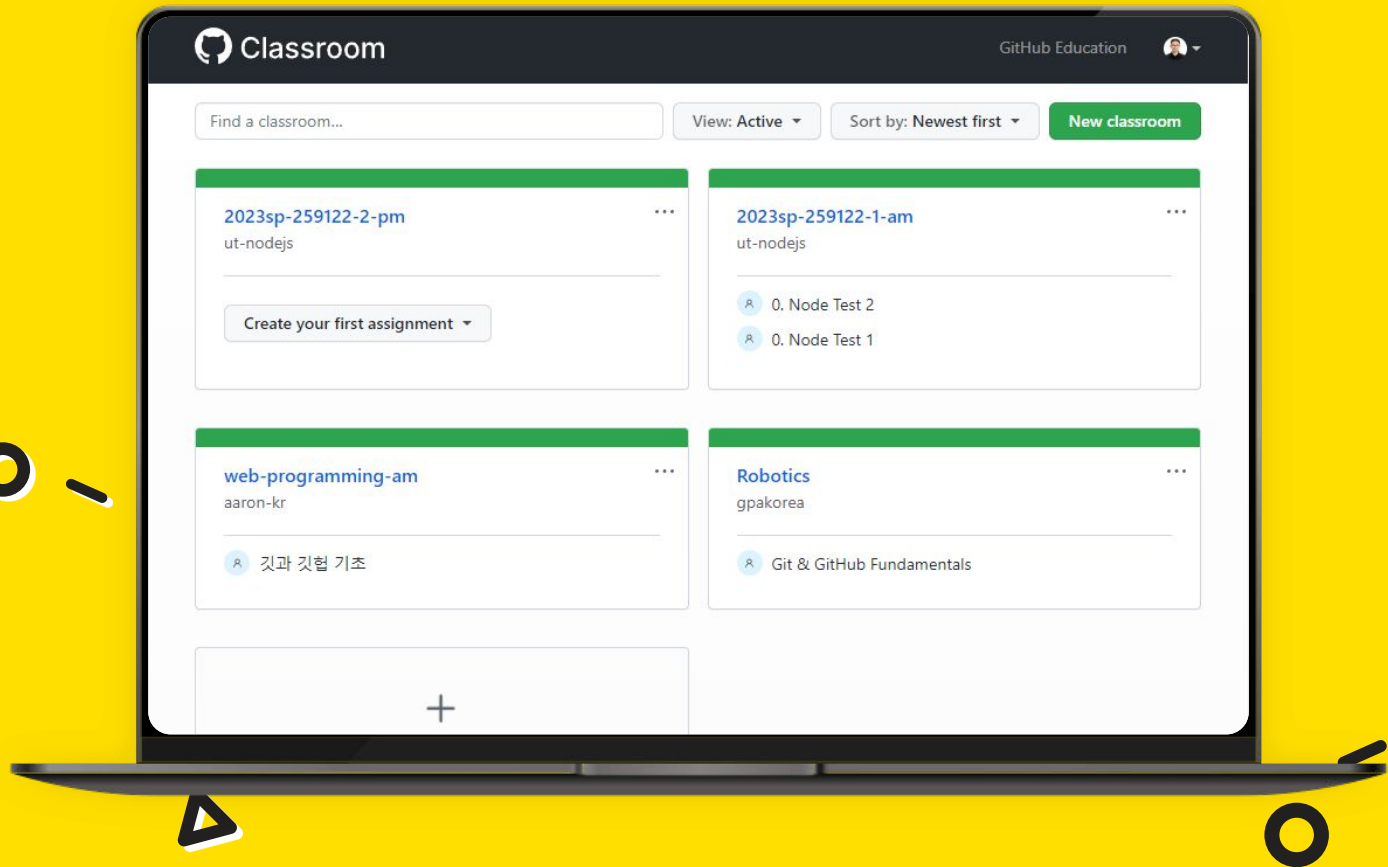 Classroom
GitHub Education
Find a classroom...
View: Active
Sort by: Newest first
New classroom
2023sp-259122-2-pm
ut-nodejs
Create your first assignment
2023sp-259122-1-am
ut-nodejs
0. Node Test 2
0. Node Test 1
web-programming-am
aaron-kr
깃과 깃헙 기초
Robotics
gpakorea
Git & GitHub Fundamentals